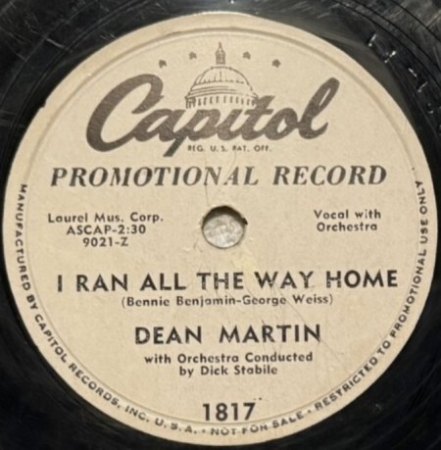 Capitol
REG. U.S. PAT. OFF.
PROMOTIONAL RECORD
Laurel Mus. Corp.
ASCAP-2:30
9021-Z
Vocal with
Orchestra
I RAN ALL THE WAY HOME
(Bennie Benjamin-George Weiss)
DEAN MARTIN
with Orchestra Conducted
by Dick Stabile
1817
MANUFACTURED BY CAPITOL RECORDS, INC. U. S. A. • NOT FOR SALE • RESTRICTED TO PROMOTIONAL USE ONLY